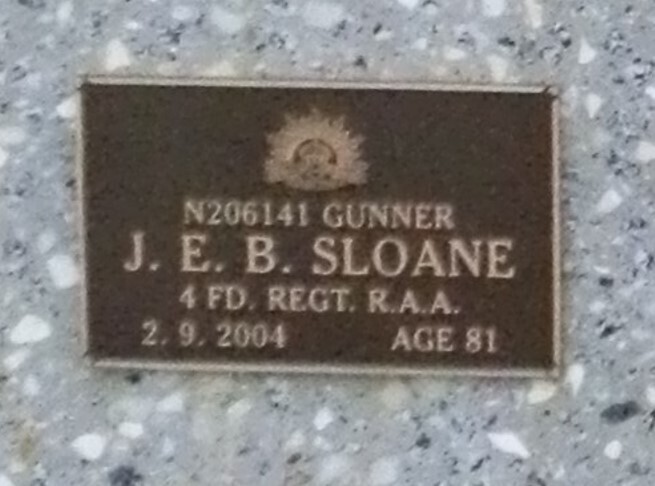 N206141 GUNNER
J. E. B. SLOANE
4 FD. REGT. R.A.A.
2. 9. 2004 AGE 81